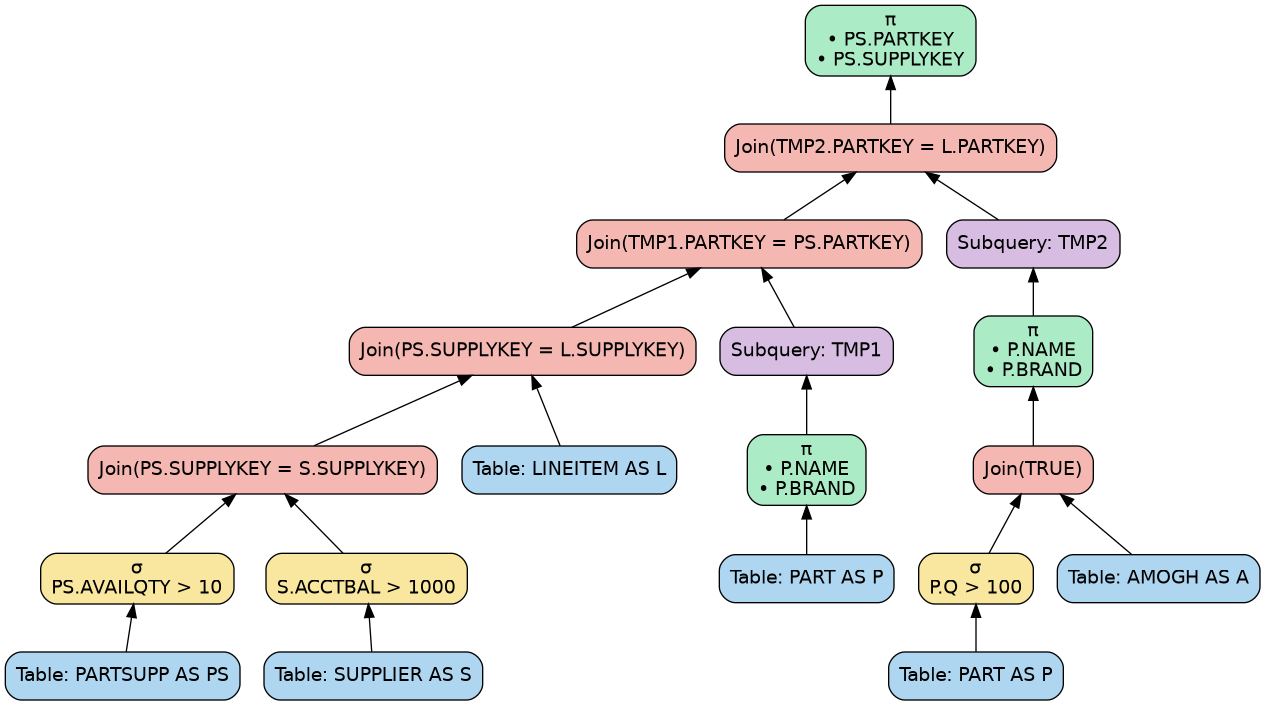 π
• PS.PARTKEY
• PS.SUPPLYKEY
Join(TMP2.PARTKEY = L.PARTKEY)
Join(TMP1.PARTKEY = PS.PARTKEY)
Subquery: TMP2
Join(PS.SUPPLYKEY = L.SUPPLYKEY)
Subquery: TMP1
π
• P.NAME
• P.BRAND
Join(PS.SUPPLYKEY = S.SUPPLYKEY)
Table: LINEITEM AS L
π
• P.NAME
• P.BRAND
Join(TRUE)
σ
PS.AVAILQTY > 10
σ
S.ACCTBAL > 1000
Table: PART AS P
σ
P.Q > 100
Table: AMOGH AS A
Table: PARTSUPP AS PS
Table: SUPPLIER AS S
Table: PART AS P